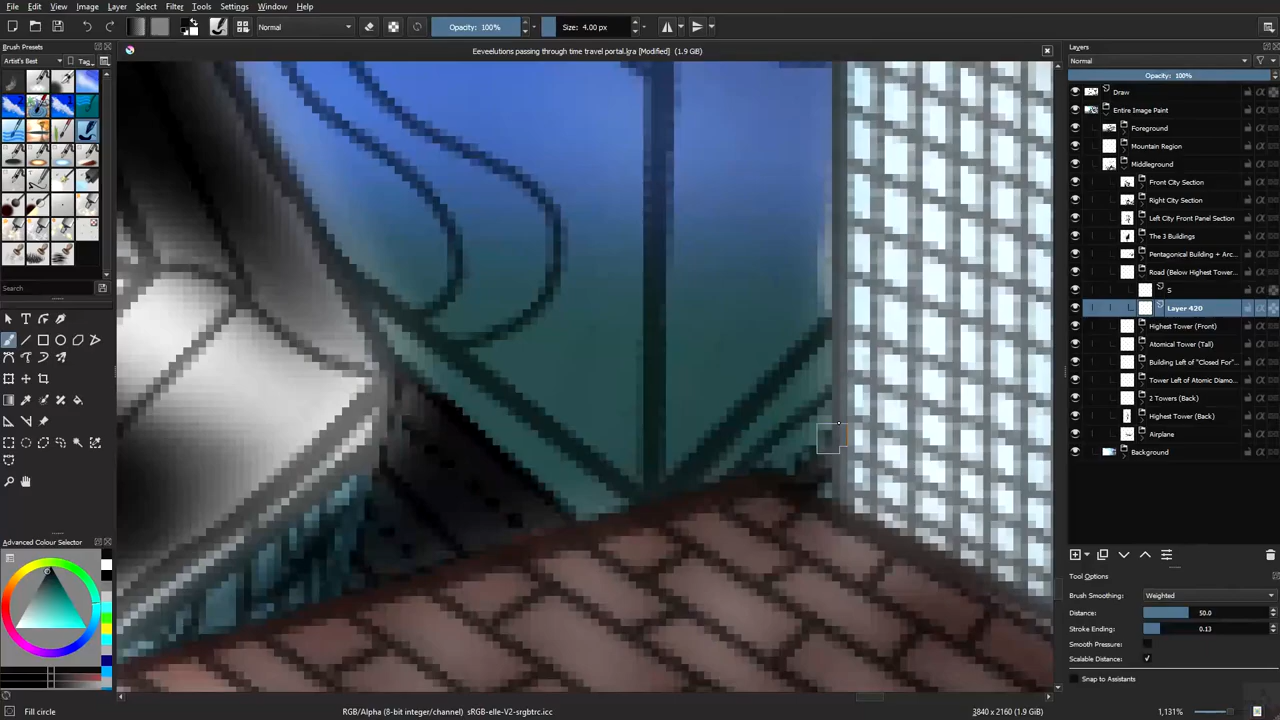 File Edit View Image Layer Select Filter Tools Settings Window Help
Normal Opacity: 100% Size: 4.00 px
Eeveelutions passing through time travel portal.kra [Modified] (1.9 GB)
Brush Presets
Artist's Best Tag
Search
Advanced Colour Selector
Layers
Normal
Opacity: 100%
Draw
Entire Image Paint
Foreground
Mountain Region
Middleground
Front City Section
Right City Section
Left City Front Panel Section
The 3 Buildings
Pentagonal Building + Arc...
Road (Below Highest Tower...
S
Layer 420
Highest Tower (Front)
Atomical Tower (Tall)
Building Left of "Closed For"...
Tower Left of Atomic Diamo...
2 Towers (Back)
Highest Tower (Back)
Airplane
Background
Tool Options
Brush Smoothing: Weighted
Distance: 50.0
Stroke Ending: 0.13
Smooth Pressure:
Scalable Distance:
Snap to Assistants
Fill circle RGB/Alpha (8-bit integer/channel) sRGB-elle-V2-srgbtrc.icc 3840 x 2160 (1.9 GB) 1,131%